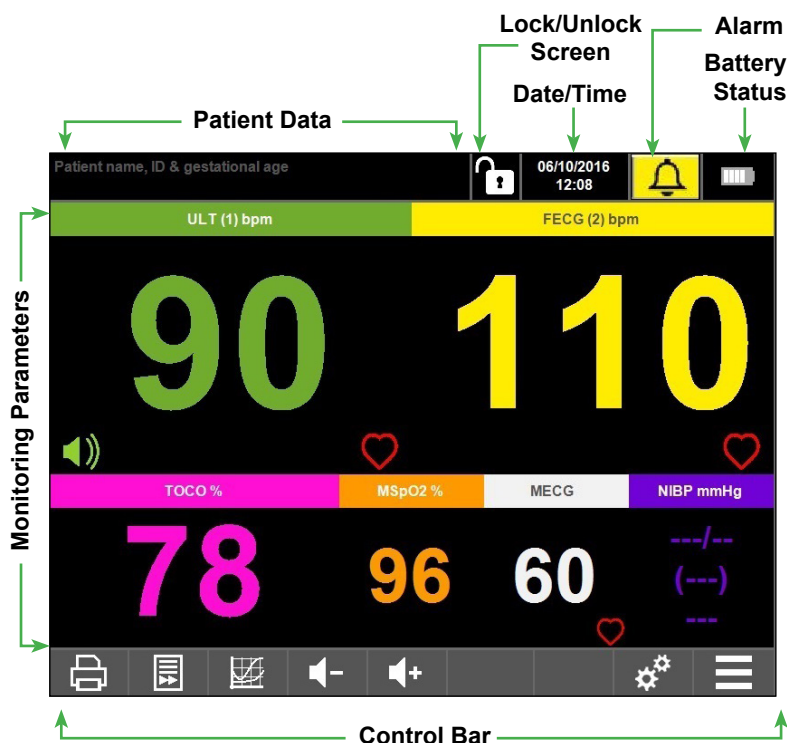 Lock/Unlock
Screen
Alarm
Battery
Status
Date/Time
Patient Data
Patient name, ID & gestational age
06/10/2016
12:08
ULT (1) bpm
FECG (2) bpm
90
110
Monitoring Parameters
TOCO %
MSpO2 %
MECG
NIBP mmHg
78
96
60
---/--
(---)
---
Control Bar